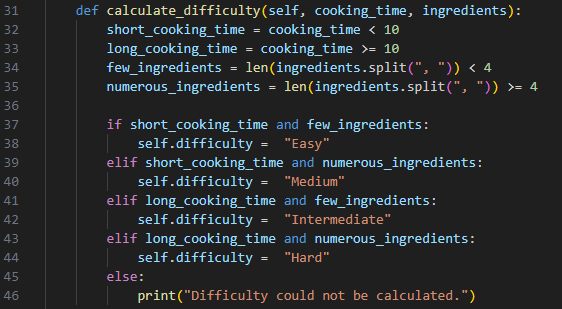 31 def calculate_difficulty(self, cooking_time, ingredients):
32 short_cooking_time = cooking_time < 10
33 long_cooking_time = cooking_time >= 10
34 few_ingredients = len(ingredients.split(", ")) < 4
35 numerous_ingredients = len(ingredients.split(", ")) >= 4
36
37 if short_cooking_time and few_ingredients:
38 self.difficulty =  "Easy"
39 elif short_cooking_time and numerous_ingredients:
40 self.difficulty =  "Medium"
41 elif long_cooking_time and few_ingredients:
42 self.difficulty =  "Intermediate"
43 elif long_cooking_time and numerous_ingredients:
44 self.difficulty =  "Hard"
45 else:
46 print("Difficulty could not be calculated.")